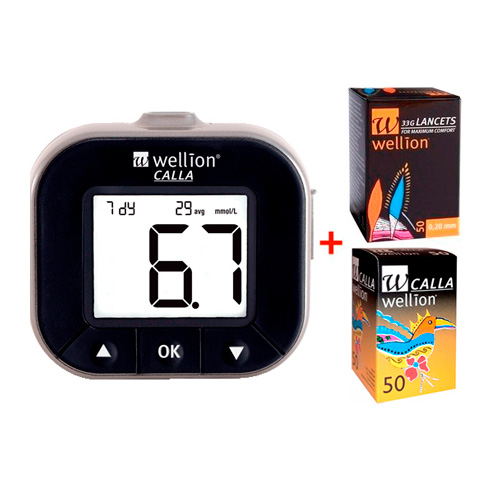 wellion®
CALLA
7 dy 29 avg mmol/L
6.7
OK
+
33G LANCETS
FOR MAXIMUM COMFORT
wellion
50
0,20 mm
CALLA
wellion
50